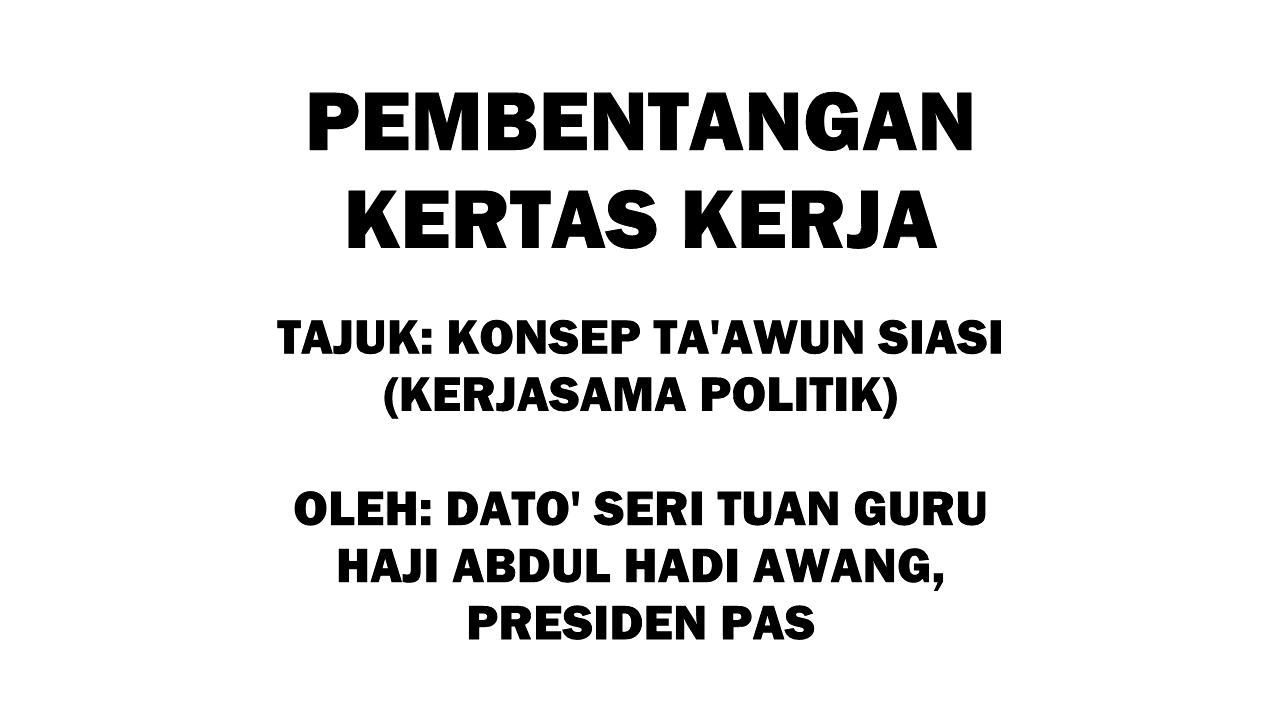 PEMBENTANGAN
KERTAS KERJA
TAJUK: KONSEP TA'AWUN SIASI
(KERJASAMA POLITIK)
OLEH: DATO' SERI TUAN GURU
HAJI ABDUL HADI AWANG,
PRESIDEN PAS